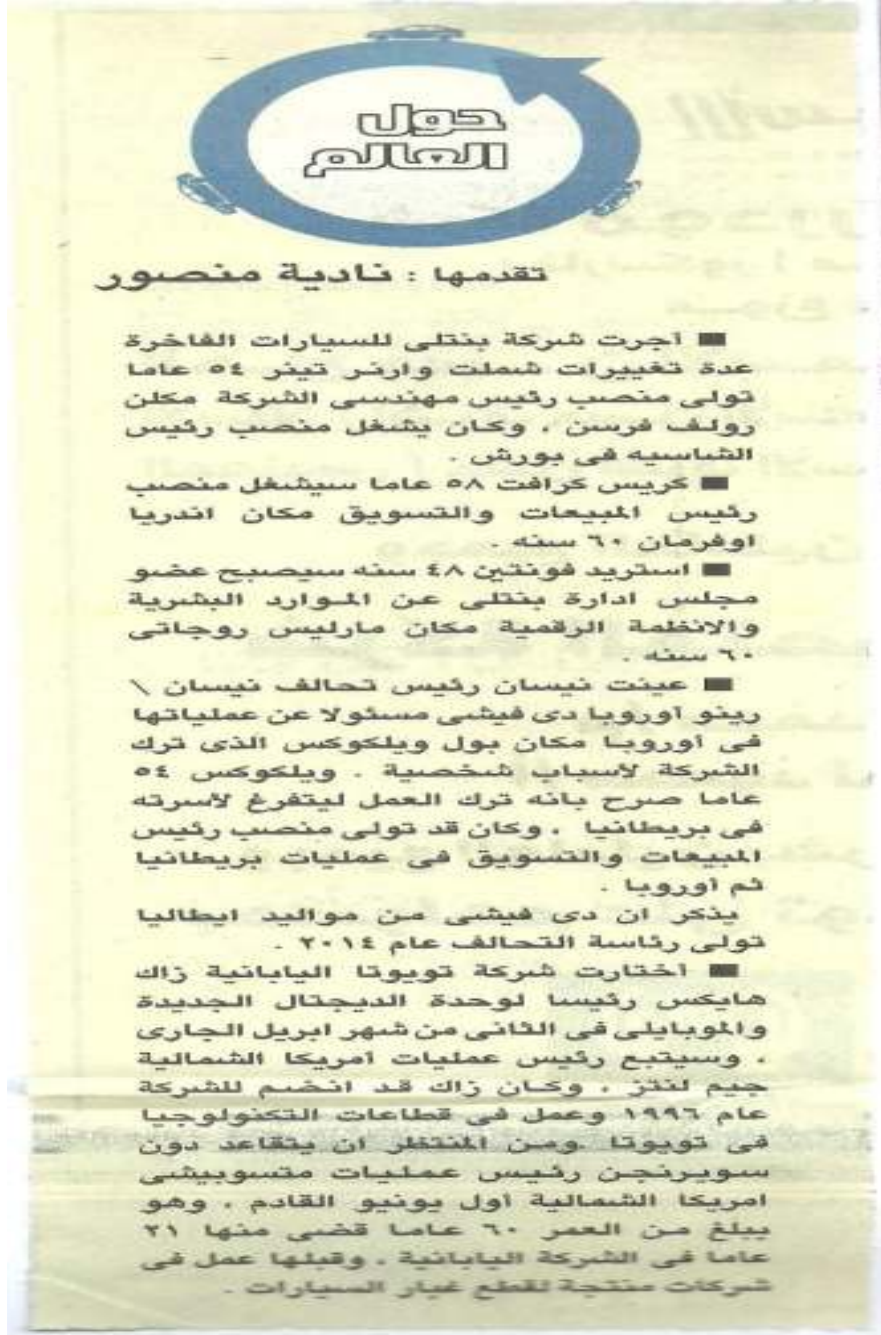 حول
العالم
تقدمها : نادية منصور
■ أجرت شركة بنتلى للسيارات الفاخرة
عدة تغييرات شملت وارنر تينر ٥٤ عاما
تولى منصب رئيس مهندسى الشركة مكلن
رولف فرسن ، وكان يشغل منصب رئيس
الشاسيه فى بورش .
■ كريس كرافت ٥٨ عاما سيشغل منصب
رئيس المبيعات والتسويق مكان اندريا
اوفرمان ٦٠ سنه .
■ استريد فونتين ٤٨ سنه سيصبح عضو
مجلس ادارة بنتلى عن الموارد البشرية
والانظمة الرقمية مكان مارليس روجاتى
٦٠ سنه .
■ عينت نيسان رئيس تحالف نيسان \
رينو أوروبا دى فيشى مسئولا عن عملياتها
فى أوروبا مكان بول ويلكوكس الذى ترك
الشركة لأسباب شخصية . ويلكوكس ٥٤
عاما صرح بانه ترك العمل ليتفرغ لأسرته
فى بريطانيا ، وكان قد تولى منصب رئيس
المبيعات والتسويق فى عمليات بريطانيا
ثم أوروبا .
يذكر ان دى فيشى من مواليد ايطاليا
تولى رئاسة التحالف عام ٢٠١٤ .
■ أختارت شركة تويوتا اليابانية زاك
هايكس رئيسا لوحدة الديجتال الجديدة
والموبايلى فى الثانى من شهر ابريل الجارى
، وسيتبع رئيس عمليات أمريكا الشمالية
جيم لنتز ، وكان زاك قد انضم للشركة
عام ١٩٩٦ وعمل فى قطاعات التكنولوجيا
فى تويوتا ومن المنتظر ان يتقاعد دون
سويرنجن رئيس عمليات متسوبيشى
امريكا الشمالية أول يونيو القادم ، وهو
يبلغ من العمر ٦٠ عاما قضى منها ٢١
عاما فى الشركة اليابانية ، وقبلها عمل فى
شركات منتجة لقطع غيار السيارات .